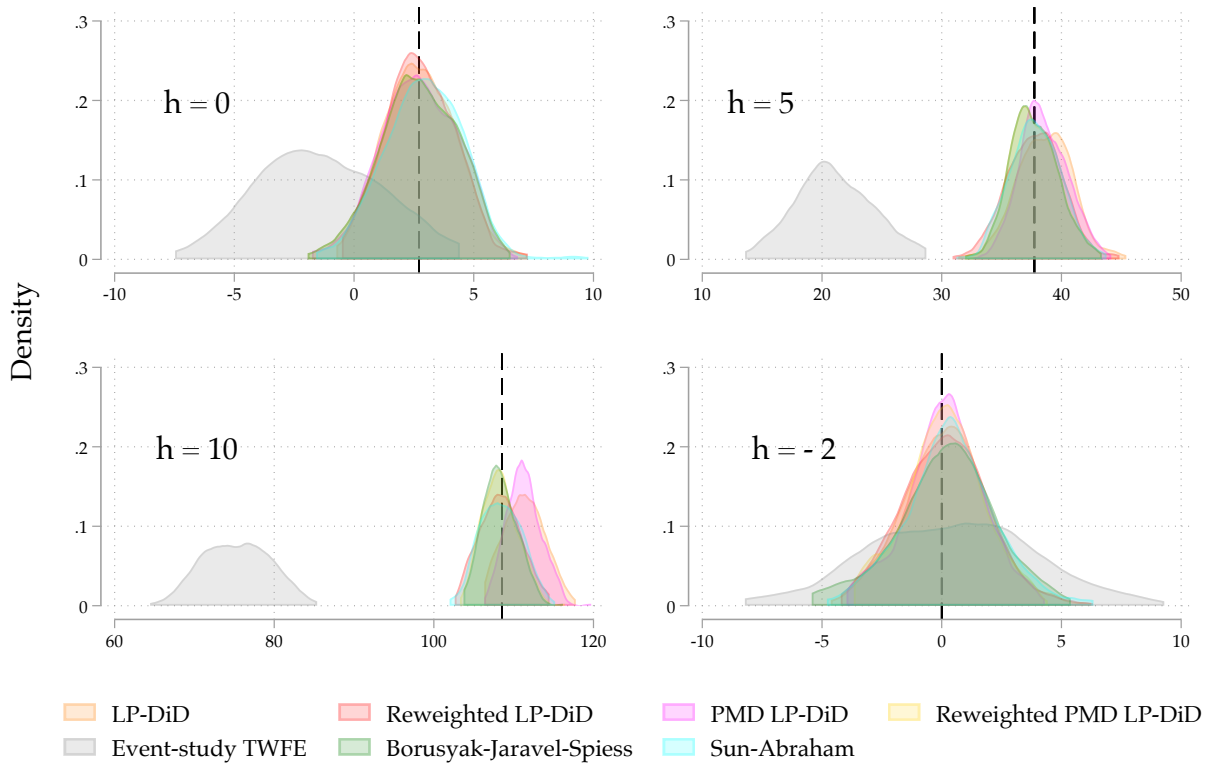 Density
h = 0
.3
.2
.1
0
-10 -5 0 5 10
h = 5
.3
.2
.1
0
10 20 30 40 50
h = 10
.3
.2
.1
0
60 80 100 120
h = - 2
.3
.2
.1
0
-10 -5 0 5 10
LP-DiD Reweighted LP-DiD PMD LP-DiD Reweighted PMD LP-DiD
Event-study TWFE Borusyak-Jaravel-Spiess Sun-Abraham